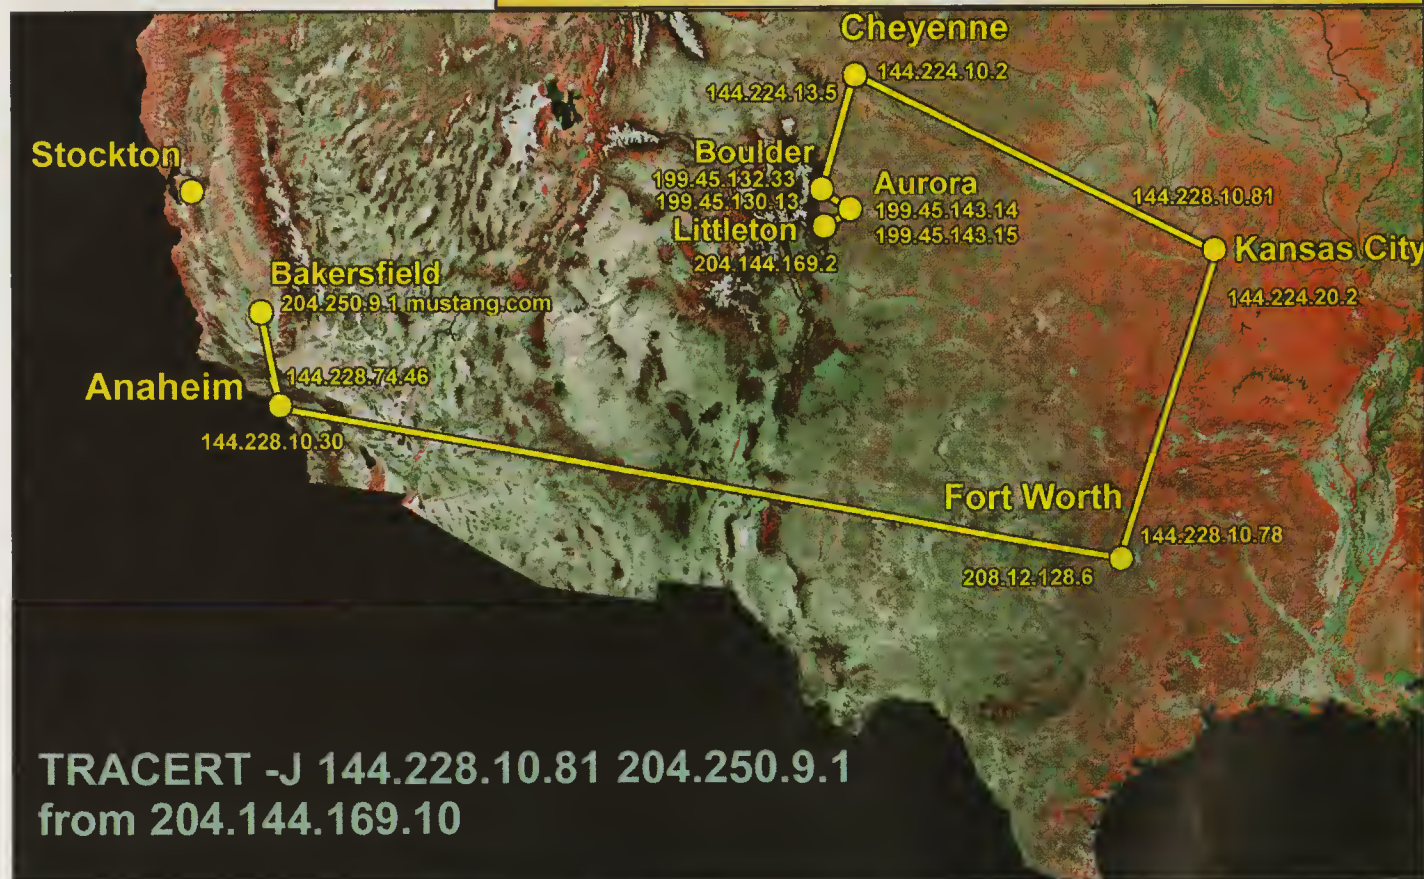 Cheyenne
144.224.10.2
144.224.13.5
Stockton
Boulder
199.45.132.33
199.45.130.13
Aurora
199.45.143.14
199.45.143.15
Littleton
204.144.169.2
144.228.10.81
Kansas City
144.224.20.2
Bakersfield
204.250.9.1 mustang.com
Anaheim
144.228.74.46
144.228.10.30
Fort Worth
144.228.10.78
208.12.128.6
TRACERT -J 144.228.10.81 204.250.9.1
from 204.144.169.10